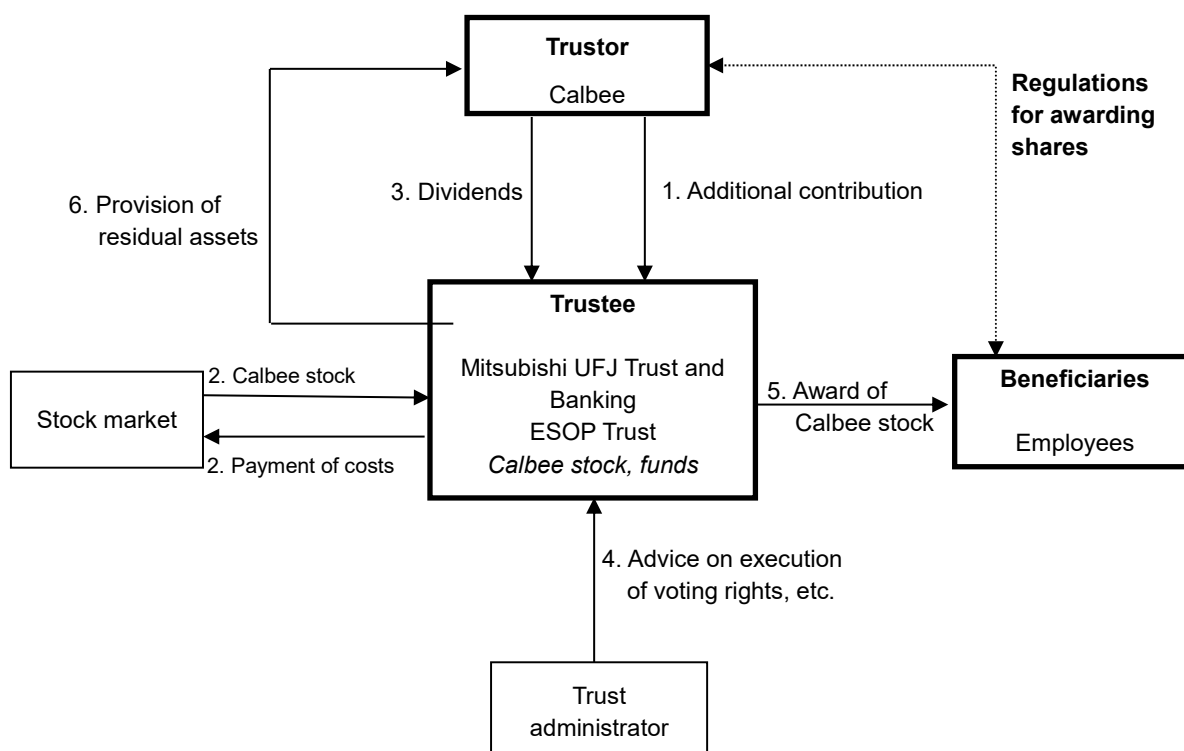 Trustor
Calbee
Regulations
for awarding
shares
3. Dividends
1. Additional contribution
6. Provision of
residual assets
Trustee
Mitsubishi UFJ Trust and
Banking
ESOP Trust
Calbee stock, funds
2. Calbee stock
Stock market
2. Payment of costs
5. Award of
Calbee stock
Beneficiaries
Employees
4. Advice on execution
of voting rights, etc.
Trust
administrator